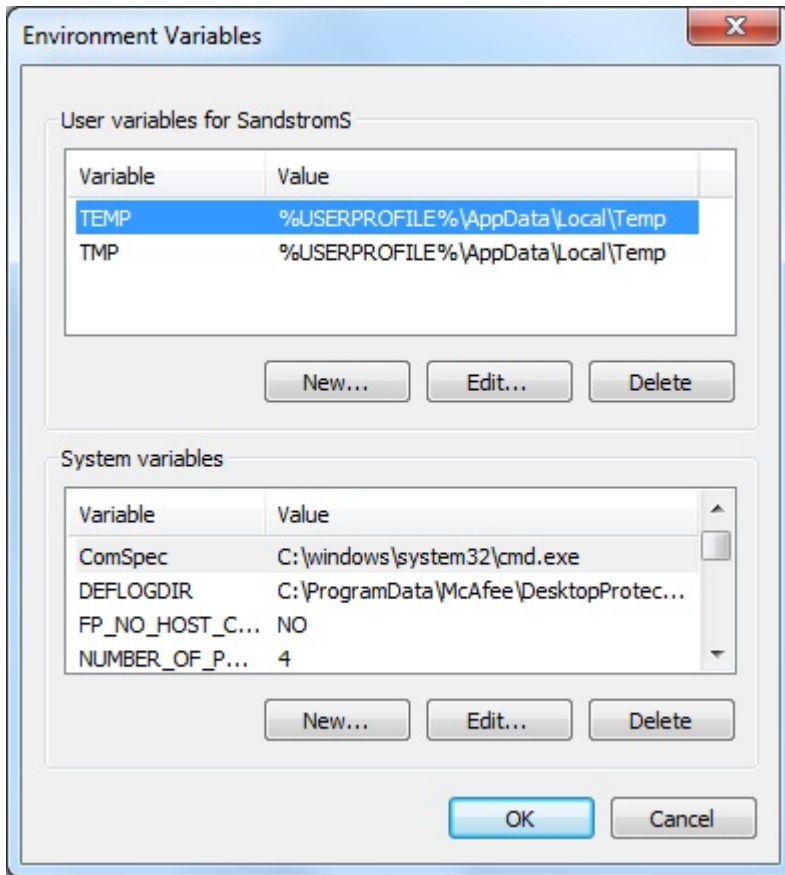 Environment Variables
User variables for SandstromS
Variable Value
TEMP %USERPROFILE%\AppData\Local\Temp
TMP %USERPROFILE%\AppData\Local\Temp
New... Edit... Delete
System variables
Variable Value
ComSpec C:\windows\system32\cmd.exe
DEFLOGDIR C:\ProgramData\McAfee\DesktopProtec...
FP_NO_HOST_C... NO
NUMBER_OF_P... 4
New... Edit... Delete
OK Cancel